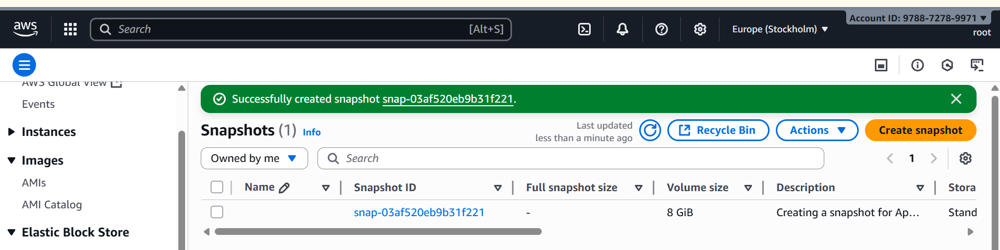 aws
Search
[Alt+S]
Europe (Stockholm)
Account ID: 9788-7278-9971
root
AWS Global View
Events
Instances
Images
AMIs
AMI Catalog
Elastic Block Store
Successfully created snapshot snap-03af520eb9b31f221.
Snapshots (1) Info
Last updated
less than a minute ago
Recycle Bin
Actions
Create snapshot
Owned by me
Search
1
Name Snapshot ID Full snapshot size Volume size Description Stora
snap-03af520eb9b31f221 - 8 GiB Creating a snapshot for Ap... Stand